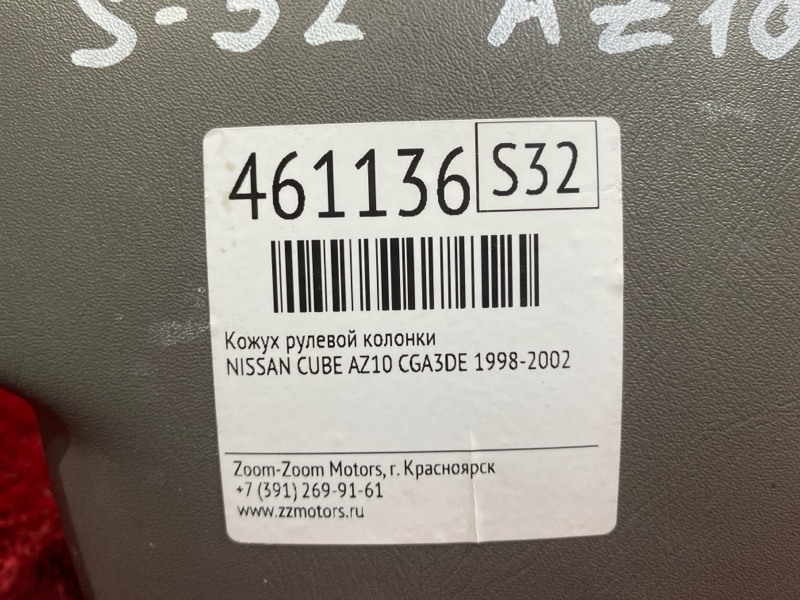 S-32 AZ10
461136 S32
Кожух рулевой колонки
NISSAN CUBE AZ10 CGA3DE 1998-2002
Zoom-Zoom Motors, г. Красноярск
+7 (391) 269-91-61
www.zzmotors.ru